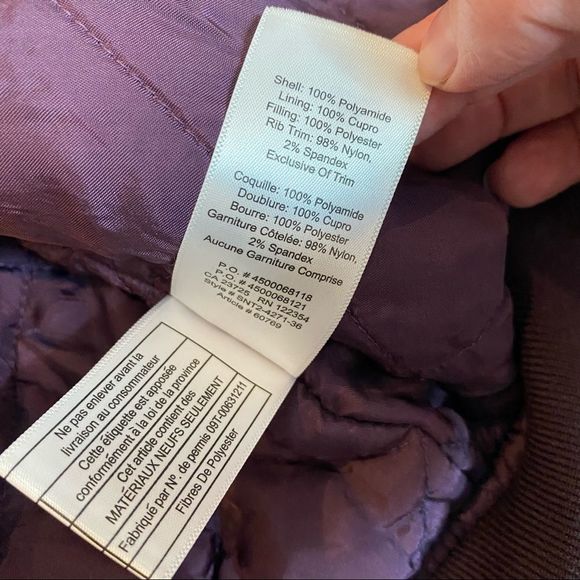 Shell: 100% Polyamide
Lining: 100% Cupro
Filling: 100% Polyester
Rib Trim: 98% Nylon,
2% Spandex
Exclusive Of Trim
Coquille: 100% Polyamide
Doublure: 100% Cupro
Bourre: 100% Polyester
Garniture Côtelée: 98% Nylon,
2% Spandex
Aucune Garniture Comprise
P.O. # 4500068118
P.O. # 4500068121
CA 23725 RN 122354
Style # SNT2-4271-36
Article # 60769
Ne pas enlever avant la
livraison au consommateur
Cette étiquette est apposée
conformément à la loi de la province
Cet article contient des
MATÉRIAUX NEUFS SEULEMENT
Fabriqué par Nº. de permis 097-00631211
Fibres De Polyester